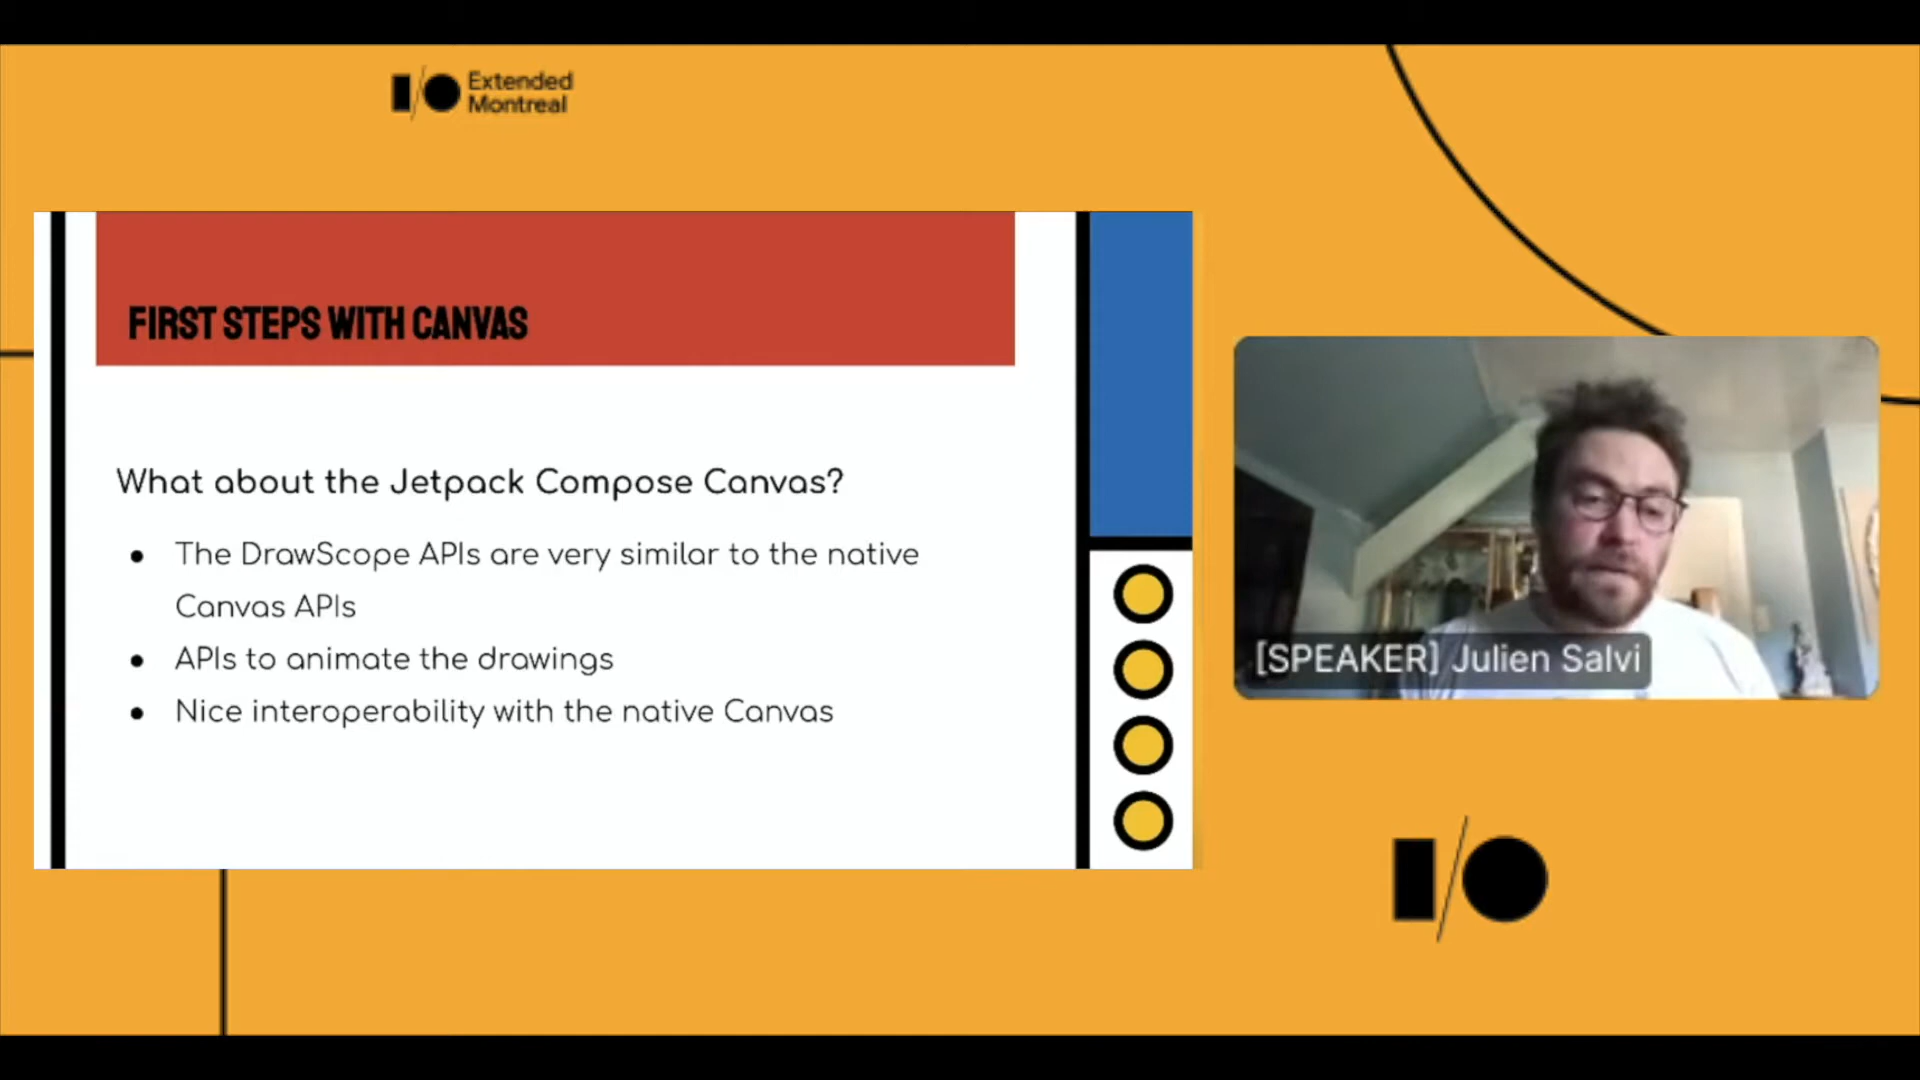 Extended
Montreal
FIRST STEPS WITH CANVAS
What about the Jetpack Compose Canvas?
● The DrawScope APIs are very similar to the native
Canvas APIs
● APIs to animate the drawings
● Nice interoperability with the native Canvas
[SPEAKER] Julien Salvi
I/O